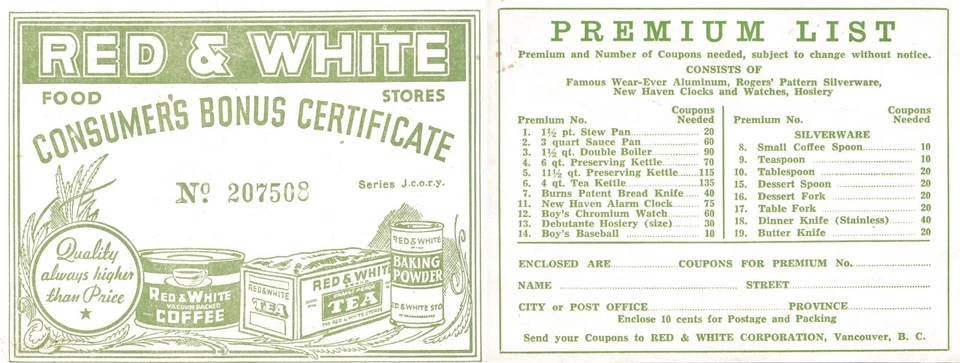 RED & WHITE
FOOD STORES
CONSUMER'S BONUS CERTIFICATE
No 207508
Series J.c.o.r.y.
Quality
always higher
than Price
RED & WHITE
VACUUM PACKED
COFFEE
RED & WHITE
TEA
RED & WHITE
TEA
THE RED & WHITE STORES
RED & WHITE
BAKING
POWDER
RED & WHITE STO
PREMIUM LIST
Premium and Number of Coupons needed, subject to change without notice.
CONSISTS OF
Famous Wear-Ever Aluminum, Rogers' Pattern Silverware,
New Haven Clocks and Watches, Hosiery
Premium No. Coupons Needed
1. 1½ pt. Stew Pan 20
2. 3 quart Sauce Pan 60
3. 1½ qt. Double Boiler 90
4. 6 qt. Preserving Kettle 70
5. 11½ qt. Preserving Kettle 115
6. 4 qt. Tea Kettle 135
7. Burns Patent Bread Knife 40
11. New Haven Alarm Clock 75
12. Boy's Chromium Watch 60
13. Debutante Hosiery (size) 30
14. Boy's Baseball 10
Premium No. Coupons Needed
SILVERWARE
8. Small Coffee Spoon 10
9. Teaspoon 10
10. Tablespoon 20
15. Dessert Spoon 20
16. Dessert Fork 20
17. Table Fork 20
18. Dinner Knife (Stainless) 40
19. Butter Knife 20
ENCLOSED ARE COUPONS FOR PREMIUM No.
NAME STREET
CITY or POST OFFICE PROVINCE
Enclose 10 cents for Postage and Packing
Send your Coupons to RED & WHITE CORPORATION, Vancouver, B. C.